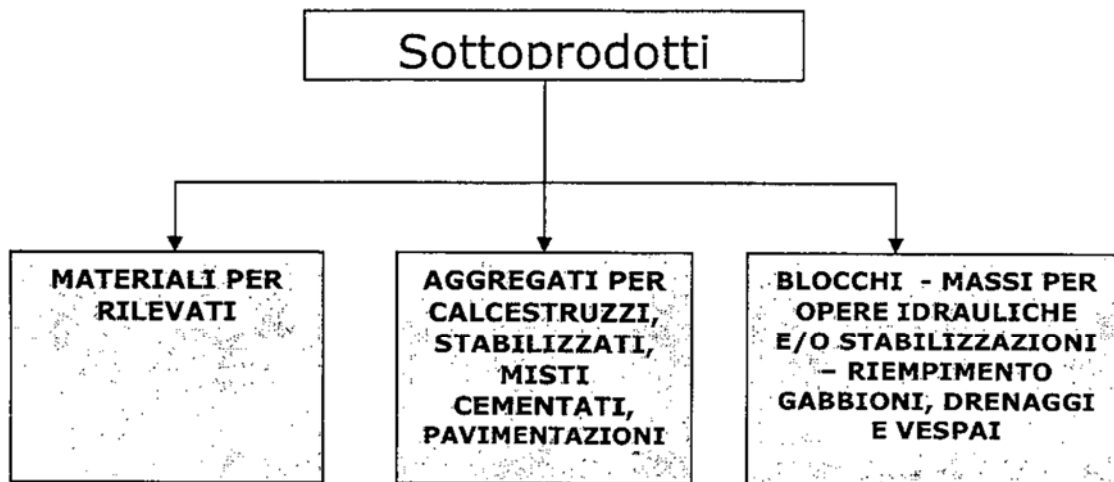 Sottoprodotti
MATERIALI PER
RILEVATI
AGGREGATI PER
CALCESTRUZZI,
STABILIZZATI,
MISTI
CEMENTATI,
PAVIMENTAZIONI
BLOCCHI - MASSI PER
OPERE IDRAULICHE
E/O STABILIZZAZIONI
– RIEMPIMENTO
GABBIONI, DRENAGGI
E VESPAI